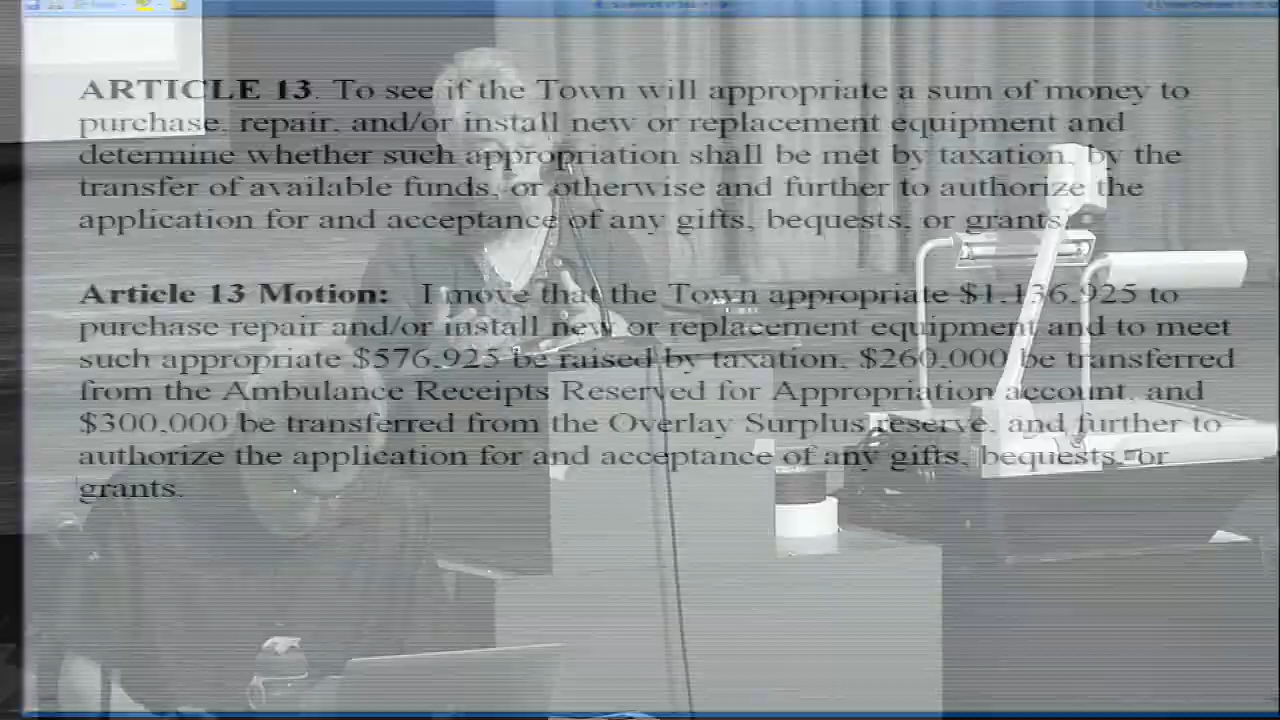 ARTICLE 13. To see if the Town will appropriate a sum of money to
purchase, repair, and/or install new or replacement equipment and
determine whether such appropriation shall be met by taxation, by the
transfer of available funds, or otherwise and further to authorize the
application for and acceptance of any gifts, bequests, or grants.
Article 13 Motion: I move that the Town appropriate $1,136,925 to
purchase repair and/or install new or replacement equipment and to meet
such appropriate $576,925 be raised by taxation, $260,000 be transferred
from the Ambulance Receipts Reserved for Appropriation account, and
$300,000 be transferred from the Overlay Surplus reserve, and further to
authorize the application for and acceptance of any gifts, bequests, or
grants.